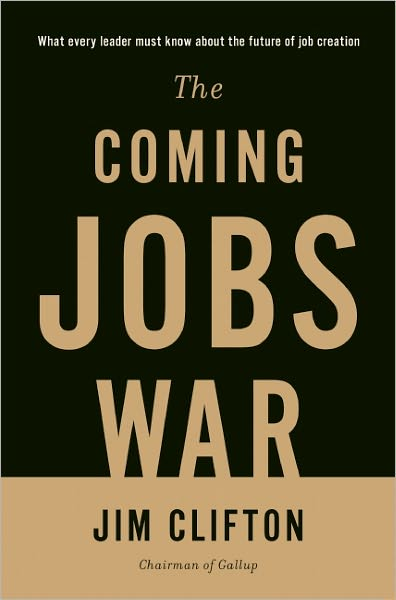 What every leader must know about the future of job creation
The
COMING
JOBS
WAR
JIM CLIFTON
Chairman of Gallup